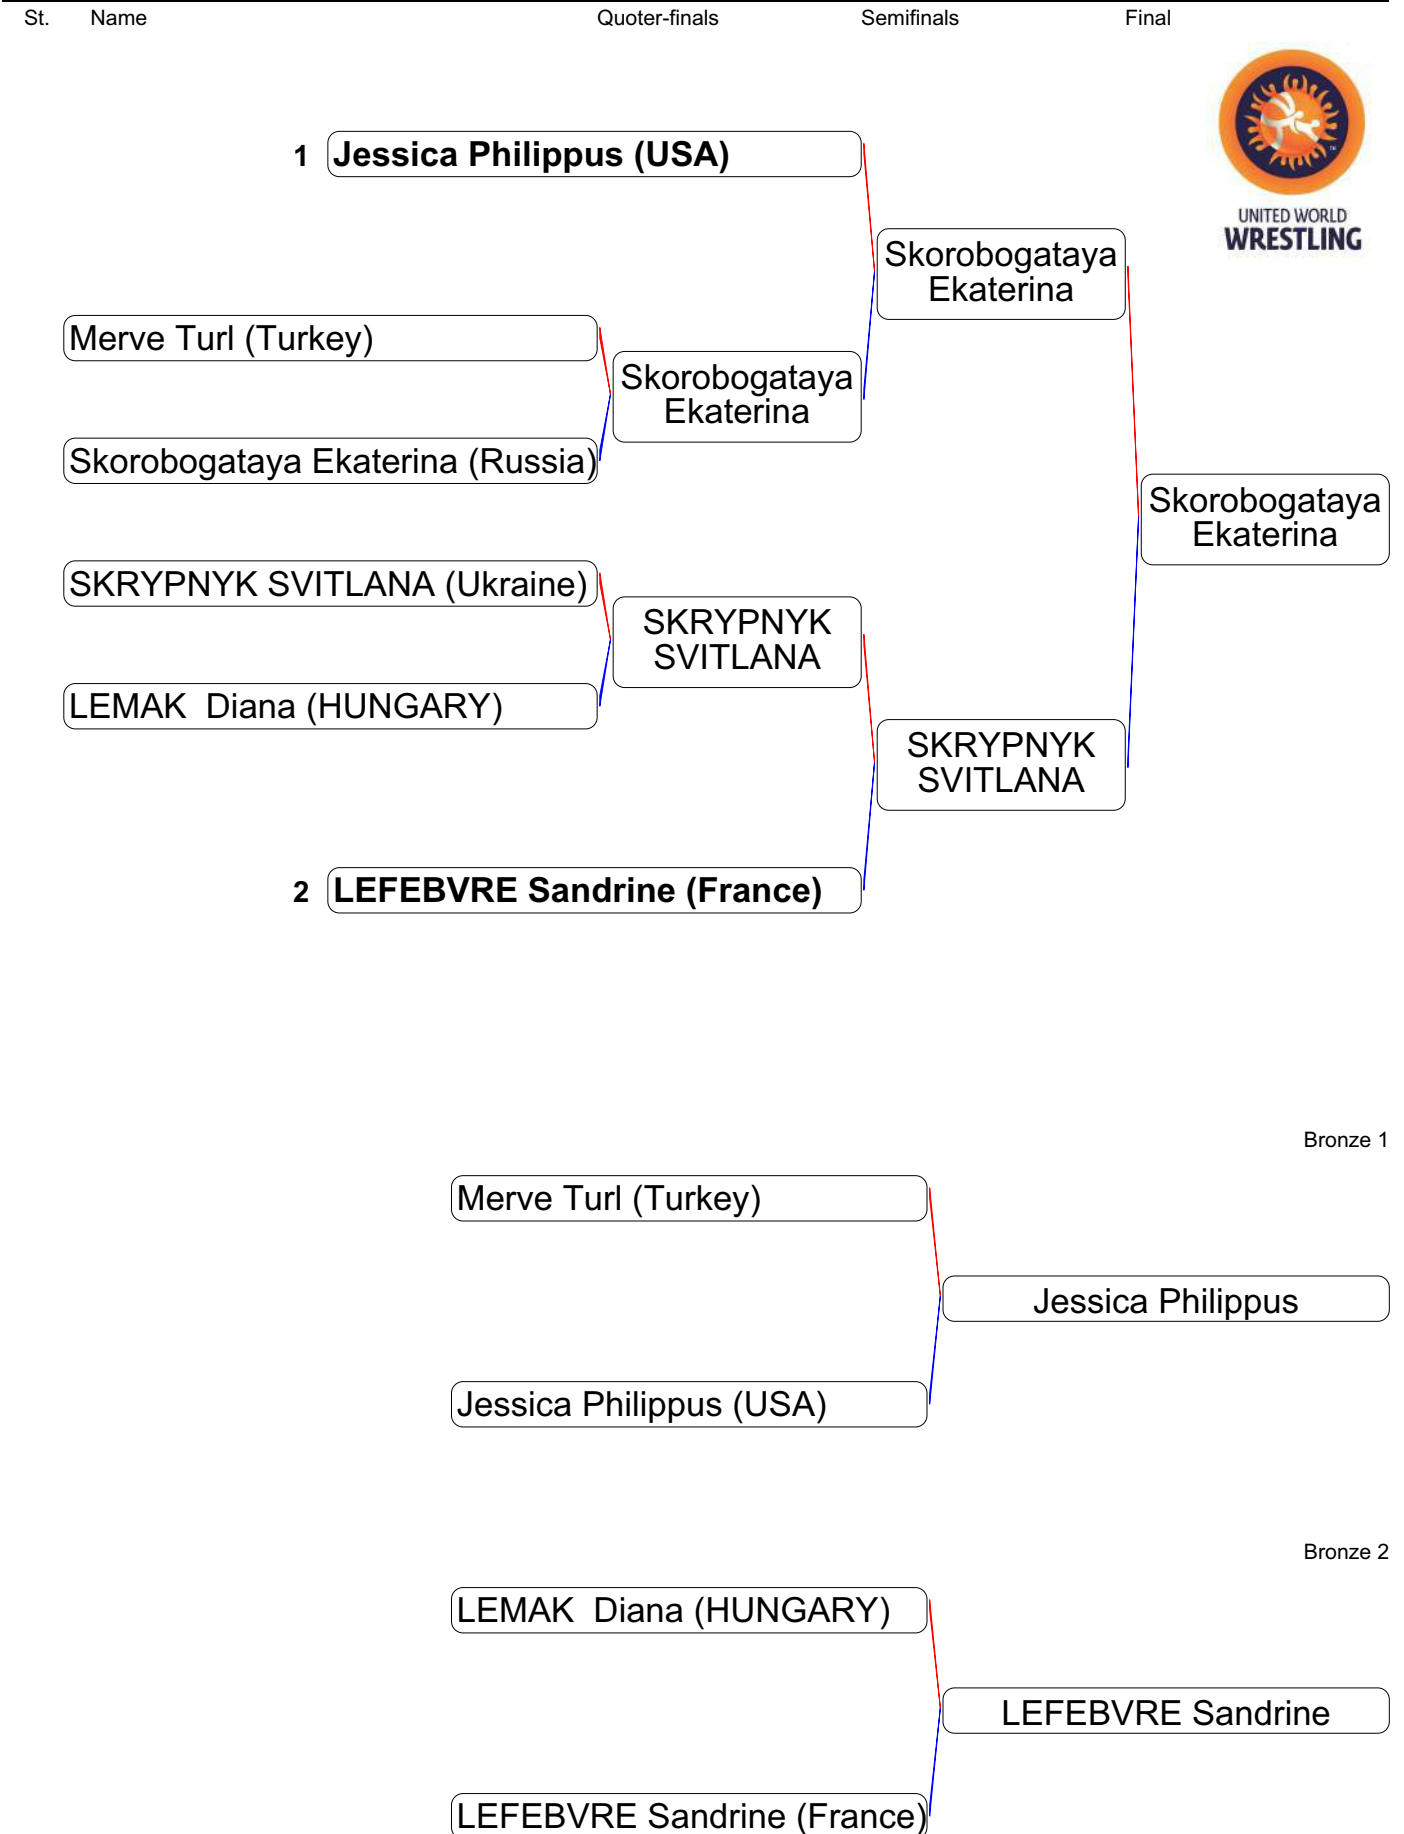 St. Name Quoter-finals Semifinals Final
UNITED WORLD
WRESTLING
™
1 Jessica Philippus (USA)
Skorobogataya
Ekaterina
Merve Turl (Turkey)
Skorobogataya
Ekaterina
Skorobogataya Ekaterina (Russia)
Skorobogataya
Ekaterina
SKRYPNYK SVITLANA (Ukraine)
SKRYPNYK
SVITLANA
LEMAK  Diana (HUNGARY)
SKRYPNYK
SVITLANA
2 LEFEBVRE Sandrine (France)
Bronze 1
Merve Turl (Turkey)
Jessica Philippus
Jessica Philippus (USA)
Bronze 2
LEMAK  Diana (HUNGARY)
LEFEBVRE Sandrine
LEFEBVRE Sandrine (France)